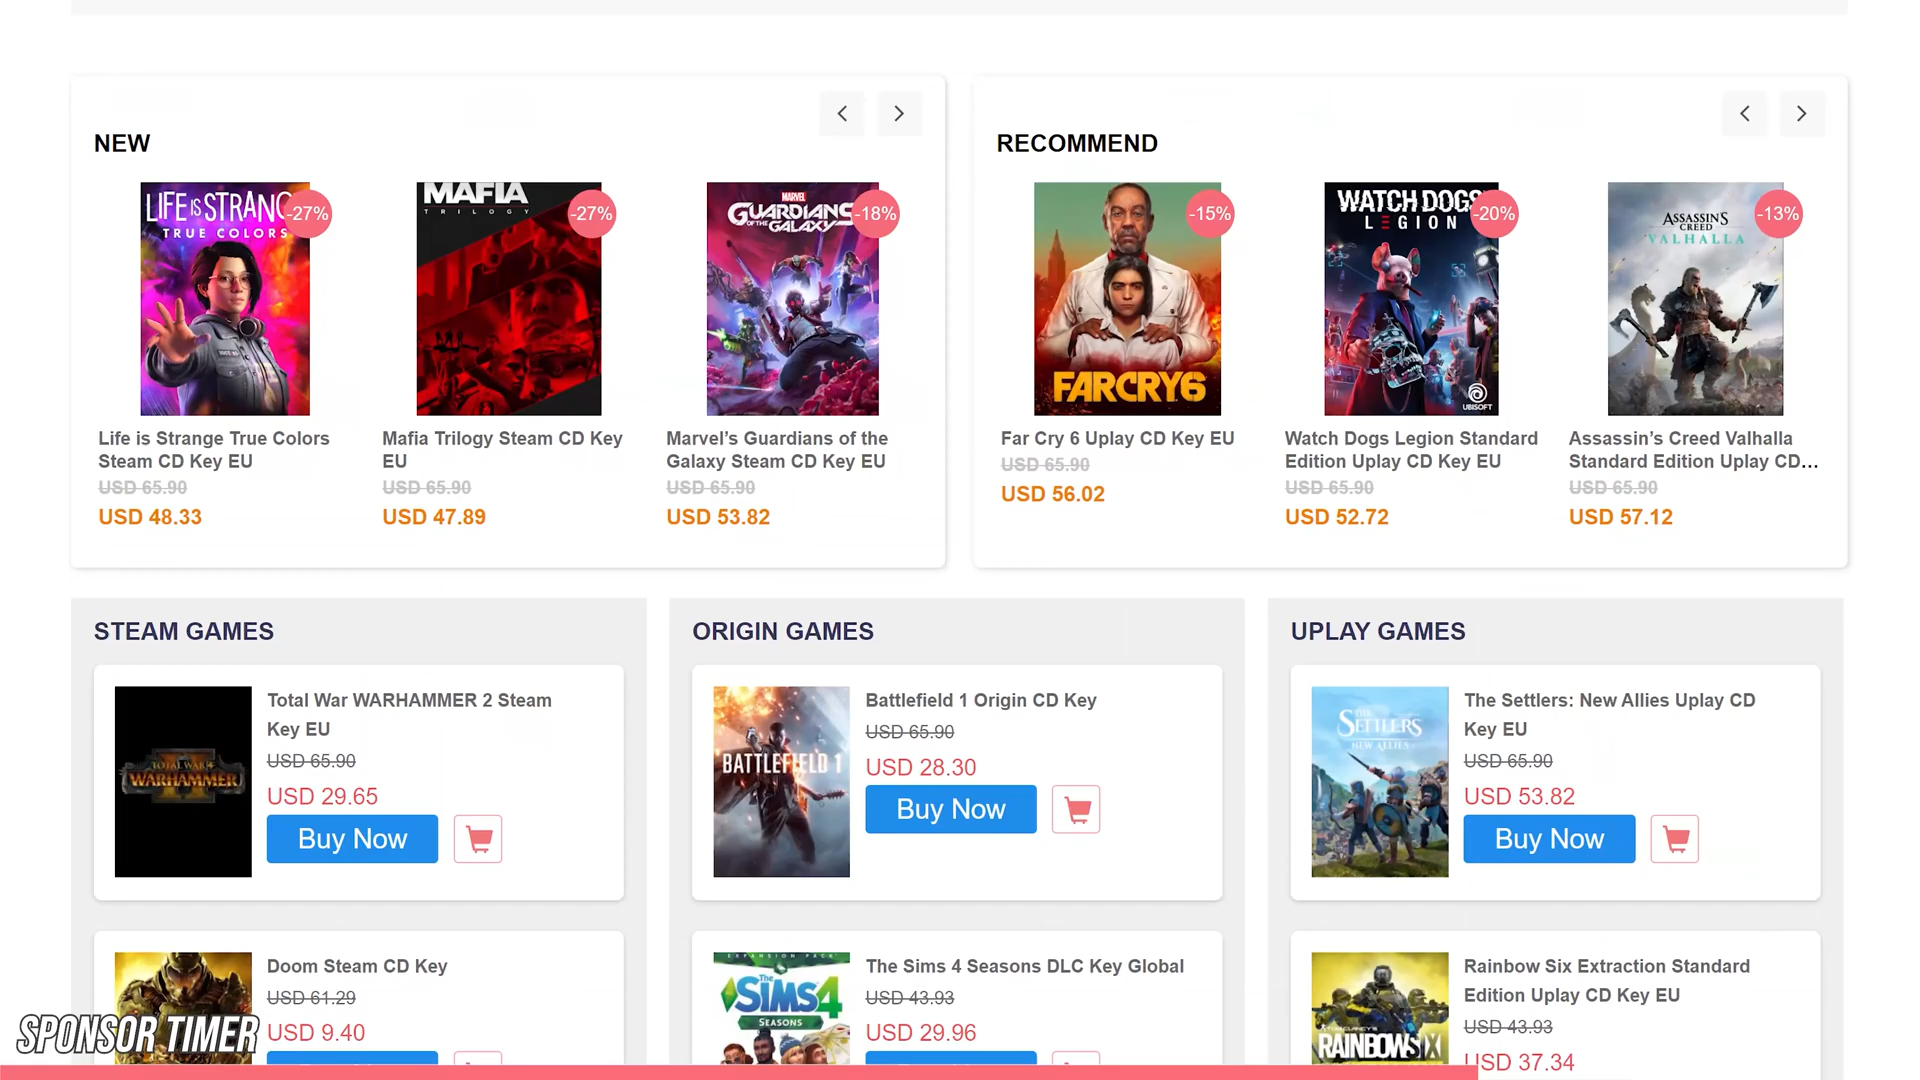 NEW
LIFE IS STRANG
TRUE COLORS
-27%
MAFIA
TRILOGY
-27%
MARVEL
GUARDIANS
OF THE GALAXY
-18%
Life is Strange True Colors
Steam CD Key EU
USD 65.90
USD 48.33
Mafia Trilogy Steam CD Key
EU
USD 65.90
USD 47.89
Marvel’s Guardians of the
Galaxy Steam CD Key EU
USD 65.90
USD 53.82
RECOMMEND
FARCRY6
-15%
WATCH DOGS
LEGION
UBISOFT
-20%
ASSASSIN'S
CREED
VALHALLA
-13%
Far Cry 6 Uplay CD Key EU
USD 65.90
USD 56.02
Watch Dogs Legion Standard
Edition Uplay CD Key EU
USD 65.90
USD 52.72
Assassin’s Creed Valhalla
Standard Edition Uplay CD...
USD 65.90
USD 57.12
STEAM GAMES
TOTAL WAR
WARHAMMER
Total War WARHAMMER 2 Steam
Key EU
USD 65.90
USD 29.65
Buy Now
Doom Steam CD Key
USD 61.29
USD 9.40
ORIGIN GAMES
BATTLEFIELD 1
Battlefield 1 Origin CD Key
USD 65.90
USD 28.30
Buy Now
EXPANSION PACK
The SIMS 4
SEASONS
The Sims 4 Seasons DLC Key Global
USD 43.93
USD 29.96
UPLAY GAMES
THE
SETTLERS
NEW ALLIES
The Settlers: New Allies Uplay CD
Key EU
USD 65.90
USD 53.82
Buy Now
RAINBOW SIX
Rainbow Six Extraction Standard
Edition Uplay CD Key EU
USD 43.93
USD 37.34
SPONSOR TIMER